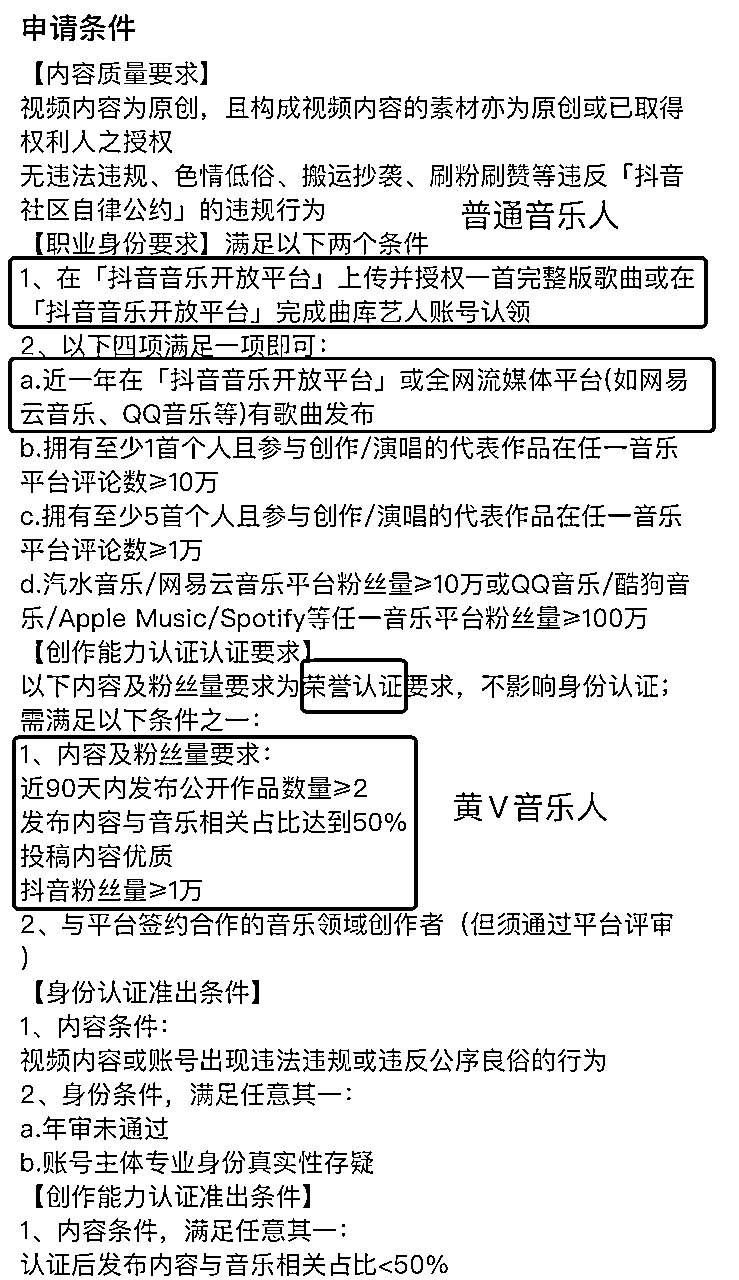 申请条件
【内容质量要求】
视频内容为原创，且构成视频内容的素材亦为原创或已取得
权利人之授权
无违法违规、色情低俗、搬运抄袭、刷粉刷赞等违反「抖音
社区自律公约」的违规行为
普通音乐人
【职业身份要求】满足以下两个条件
1、在「抖音音乐开放平台」上传并授权一首完整版歌曲或在
「抖音音乐开放平台」完成曲库艺人账号认领
2、以下四项满足一项即可：
a.近一年在「抖音音乐开放平台」或全网流媒体平台(如网易
云音乐、QQ音乐等)有歌曲发布
b.拥有至少1首个人且参与创作/演唱的代表作品在任一音乐
平台评论数≥10万
c.拥有至少5首个人且参与创作/演唱的代表作品在任一音乐
平台评论数≥1万
d.汽水音乐/网易云音乐平台粉丝量≥10万或QQ音乐/酷狗音
乐/Apple Music/Spotify等任一音乐平台粉丝量≥100万
【创作能力认证认证要求】
以下内容及粉丝量要求为荣誉认证要求，不影响身份认证；
需满足以下条件之一：
1、内容及粉丝量要求：
近90天内发布公开作品数量≥2
黄V音乐人
发布内容与音乐相关占比达到50%
投稿内容优质
抖音粉丝量≥1万
2、与平台签约合作的音乐领域创作者（但须通过平台评审
）
【身份认证准出条件】
1、内容条件：
视频内容或账号出现违法违规或违反公序良俗的行为
2、身份条件，满足任意其一：
a.年审未通过
b.账号主体专业身份真实性存疑
【创作能力认证准出条件】
1、内容条件，满足任意其一：
认证后发布内容与音乐相关占比<50%